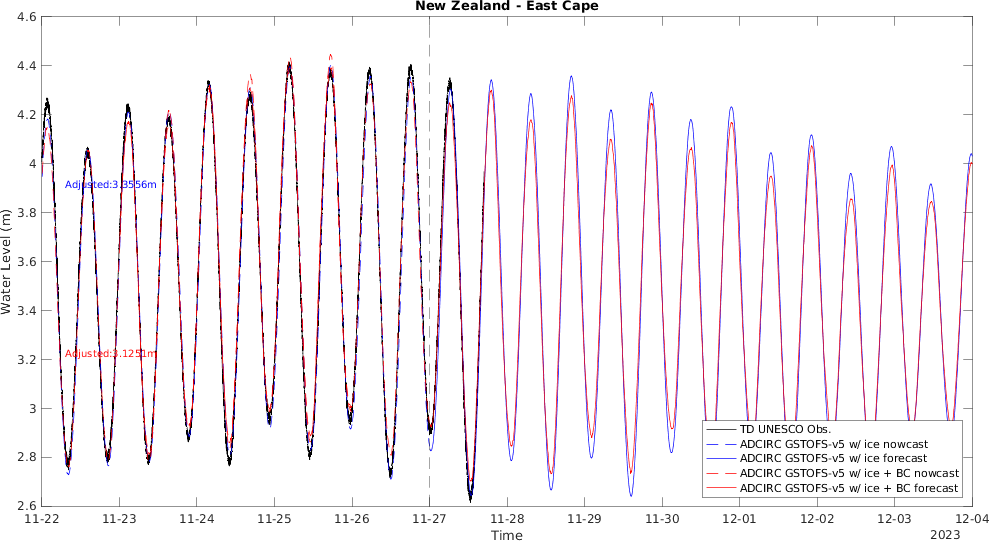 New Zealand - East Cape
4.6
4.4
4.2
4
3.8
3.6
3.4
3.2
3
2.8
2.6
Water Level (m)
Adjusted:3.3556m
Adjusted:3.1251m
TD UNESCO Obs.
ADCIRC GSTOFS-v5 w/ ice nowcast
ADCIRC GSTOFS-v5 w/ ice forecast
ADCIRC GSTOFS-v5 w/ ice + BC nowcast
ADCIRC GSTOFS-v5 w/ ice + BC forecast
11-22 11-23 11-24 11-25 11-26 11-27 11-28 11-29 11-30 12-01 12-02 12-03 12-04
Time
2023